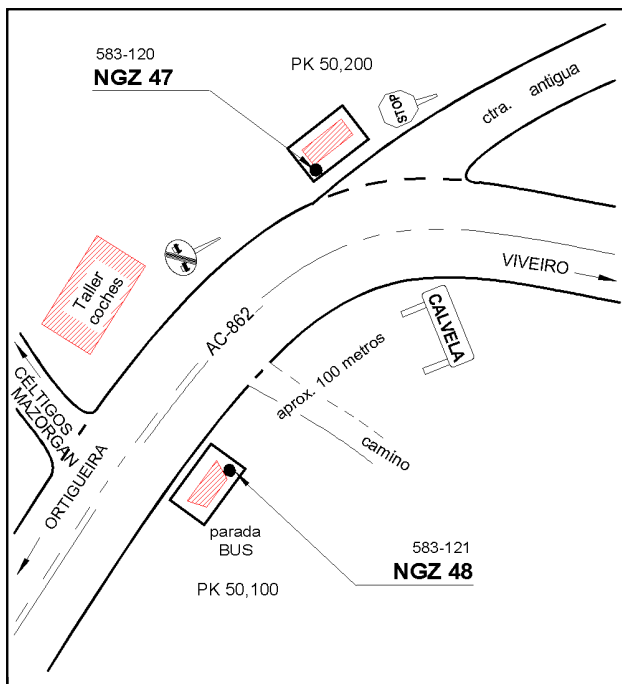 583-120
NGZ 47
PK 50,200
STOP
ctra. antigua
VIVEIRO
CALVELA
Taller
coches
AC-862
aprox. 100 metros
camino
CÉLTIGOS
MAZORGAN
ORTIGUEIRA
parada
BUS
PK 50,100
583-121
NGZ 48